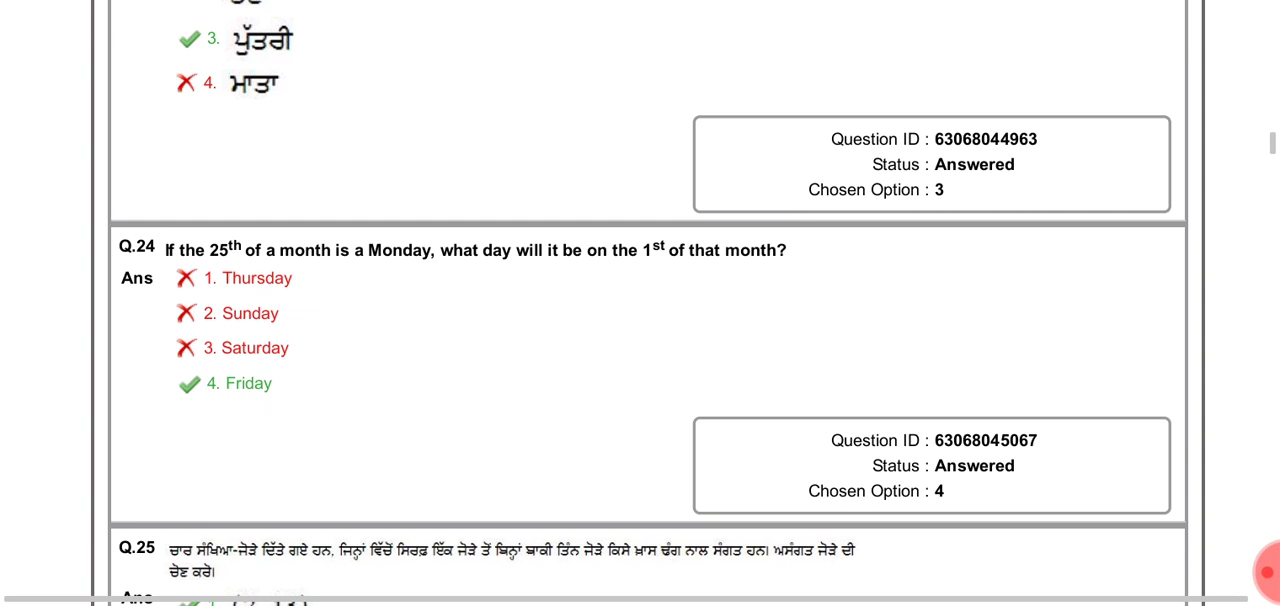 3. ਪੁੱਤਰੀ
4. ਮਾਤਾ
Question ID : 63068044963
Status : Answered
Chosen Option : 3
Q.24 If the 25th of a month is a Monday, what day will it be on the 1st of that month?
Ans 1. Thursday
2. Sunday
3. Saturday
4. Friday
Question ID : 63068045067
Status : Answered
Chosen Option : 4
Q.25 ਚਾਰ ਸੰਖਿਆ-ਜੋੜੇ ਦਿੱਤੇ ਗਏ ਹਨ, ਜਿਨ੍ਹਾਂ ਵਿੱਚੋਂ ਸਿਰਫ਼ ਇੱਕ ਜੋੜੇ ਤੋਂ ਬਿਨ੍ਹਾਂ ਬਾਕੀ ਤਿੰਨ ਜੋੜੇ ਕਿਸੇ ਖ਼ਾਸ ਢੰਗ ਨਾਲ ਸੰਗਤ ਹਨ। ਅਸੰਗਤ ਜੋੜੇ ਦੀ
ਚੋਣ ਕਰੋ।
Ans